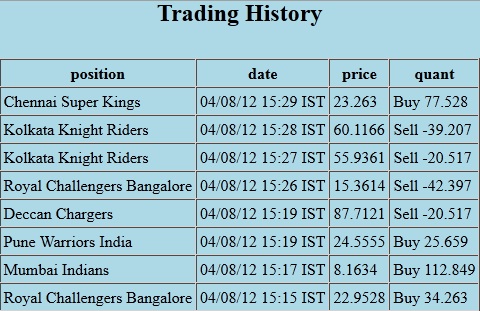 Trading History
position date price quant
Chennai Super Kings 04/08/12 15:29 IST 23.263 Buy 77.528
Kolkata Knight Riders 04/08/12 15:28 IST 60.1166 Sell -39.207
Kolkata Knight Riders 04/08/12 15:27 IST 55.9361 Sell -20.517
Royal Challengers Bangalore 04/08/12 15:26 IST 15.3614 Sell -42.397
Deccan Chargers 04/08/12 15:19 IST 87.7121 Sell -20.517
Pune Warriors India 04/08/12 15:19 IST 24.5555 Buy 25.659
Mumbai Indians 04/08/12 15:17 IST 8.1634 Buy 112.849
Royal Challengers Bangalore 04/08/12 15:15 IST 22.9528 Buy 34.263